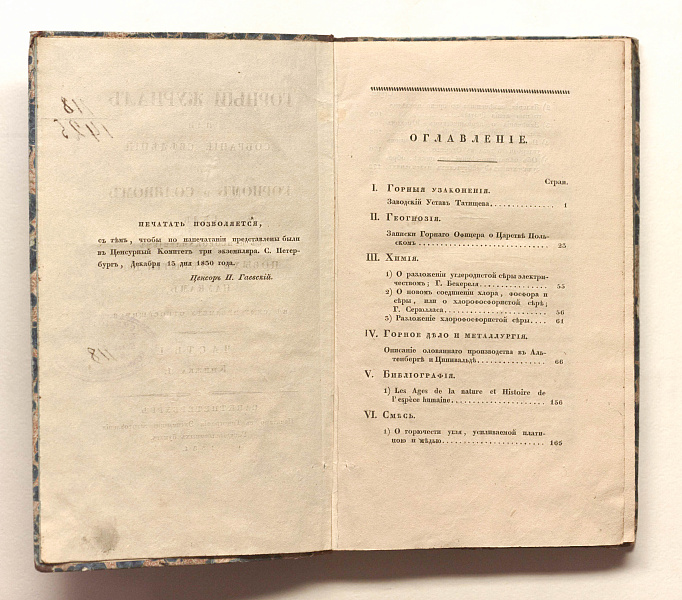 ПЕЧАТАТЬ ПОЗВОЛЯЕТСЯ,
съ тѣмъ, чтобы по напечатаніи представлены были
въ Ценсурный Комитетъ три экземпляра. С. Петер-
бургъ, Декабря 15 дня 1830 года.
Ценсоръ П. Гаевскій.
ОГЛАВЛЕНІЕ.
Стран.
I. Горныя узаконенія.
Заводскій Уставъ Татищева. 1
II. Геогнозія.
Записки Горнаго Офицера о Царствѣ Поль-
скомъ 25
III. Химія.
1) О разложеніи углеродистой сѣры электри-
чествомъ; Г. Бекереля. 55
2) О новомъ соединеніи хлора, фосфора и
сѣры, или о хлорофосфористой сѣрѣ;
Г. Серюлласа. 56
3) Разложеніе хлорофосфористой сѣры. 61
IV. Горное дѣло и металлургія.
Описаніе оловяннаго производства въ Аль-
тенбергѣ и Цинвальдѣ. 66
V. Библіографія.
1) Les Ages de la nature et Histoire de
l'espèce humaine. 156
VI. Смѣсь.
1) О горючести угля, усиливаемой плати-
ною и мѣдью. 165